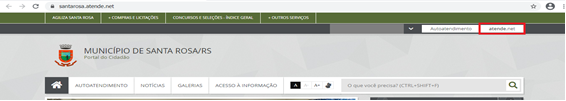 santarosa.atende.net
AGILIZA SANTA ROSA + COMPRAS E LICITAÇÕES CONCURSOS E SELEÇÕES - ÍNDICE GERAL + OUTROS SERVIÇOS
Autoatendimento atende.net
MUNICÍPIO DE SANTA ROSA/RS
Portal do Cidadão
AUTOATENDIMENTO NOTÍCIAS GALERIAS ACESSO À INFORMAÇÃO A A A+ O que você precisa? (CTRL+SHIFT+F)